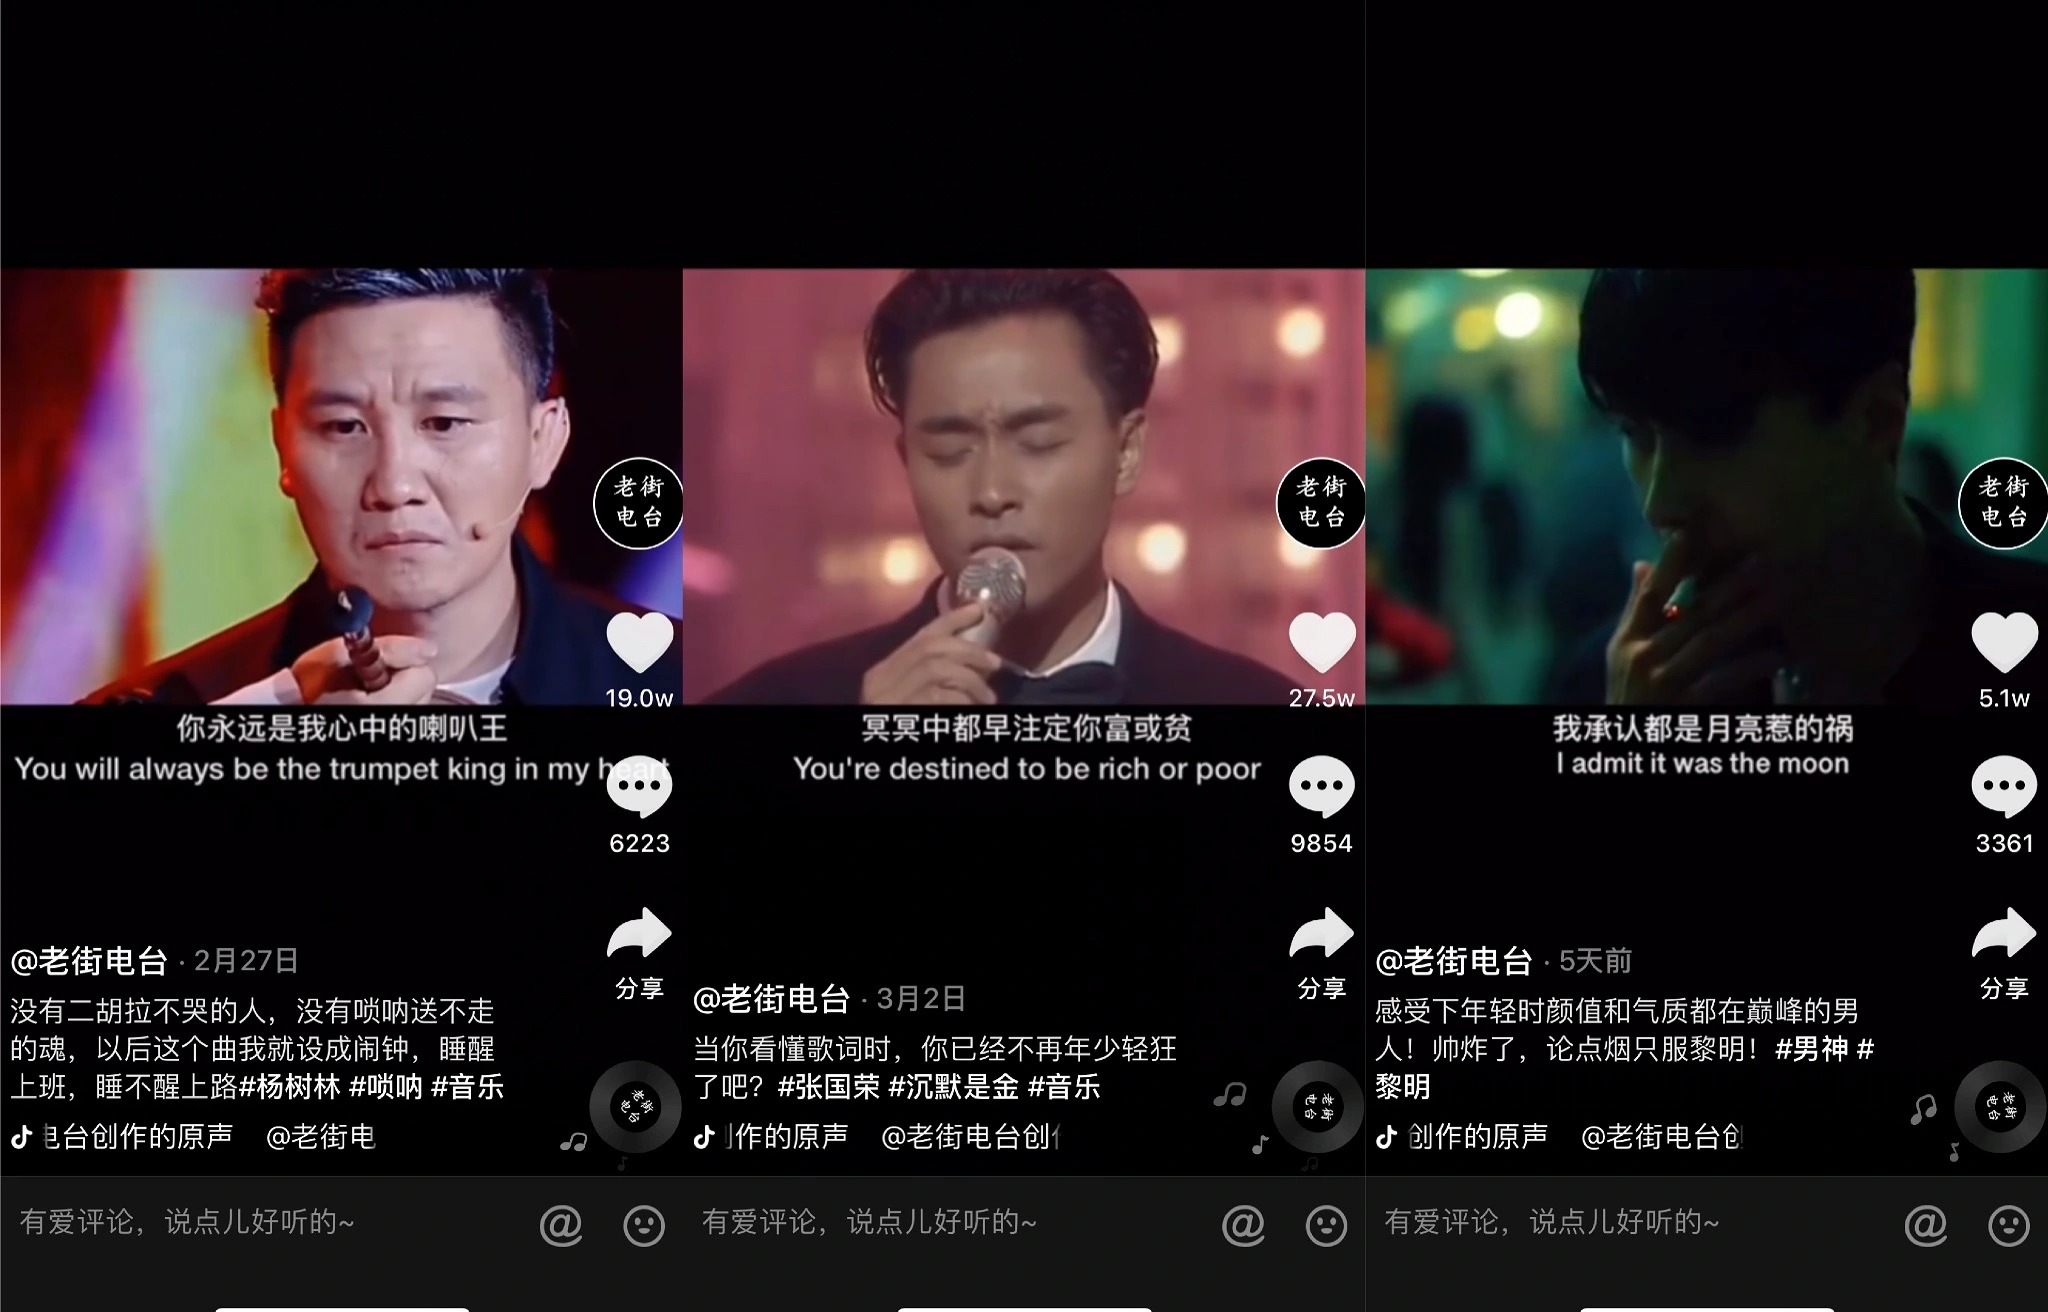 老街
电台
19.0w
你永远是我心中的喇叭王
You will always be the trumpet king in my heart
6223
分享
@老街电台 · 2月27日
没有二胡拉不哭的人，没有唢呐送不走
的魂，以后这个曲我就设成闹钟，睡醒
上班，睡不醒上路#杨树林 #唢呐 #音乐
电台创作的原声 @老街电
老街
电台
有爱评论，说点儿好听的~
老街
电台
27.5w
冥冥中都早注定你富或贫
You're destined to be rich or poor
9854
分享
@老街电台 · 3月2日
当你看懂歌词时，你已经不再年少轻狂
了吧？#张国荣 #沉默是金 #音乐
作的原声 @老街电台创
老街
电台
有爱评论，说点儿好听的~
老街
电台
5.1w
我承认都是月亮惹的祸
I admit it was the moon
3361
分享
@老街电台 · 5天前
感受下年轻时颜值和气质都在巅峰的男
人！帅炸了，论点烟只服黎明！#男神 #
黎明
创作的原声 @老街电台创
老街
电台
有爱评论，说点儿好听的~